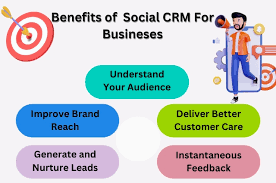 Benefits of Social CRM For
Busineses
Understand
Your Audience
Improve Brand
Reach
Deliver Better
Customer Care
Generate and
Nurture Leads
Instantaneous
Feedback